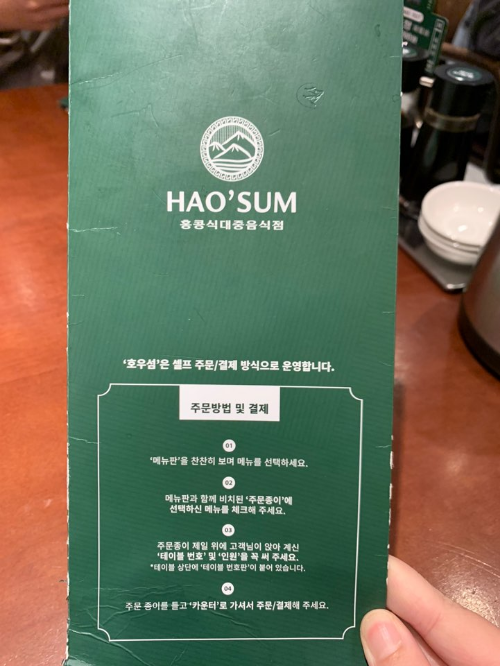 HAO'SUM
홍콩식대중음식점
'호우섬'은 셀프 주문/결제 방식으로 운영합니다.
주문방법 및 결제
01
'메뉴판'을 찬찬히 보며 메뉴를 선택하세요.
02
메뉴판과 함께 비치된 '주문종이'에
선택하신 메뉴를 체크해 주세요.
03
주문종이 제일 위에 고객님이 앉아 계신
'테이블 번호' 및 '인원'을 꼭 써 주세요.
*테이블 상단에 '테이블 번호판'이 붙어 있습니다.
04
주문 종이를 들고 '카운터'로 가셔서 주문/결제해 주세요.